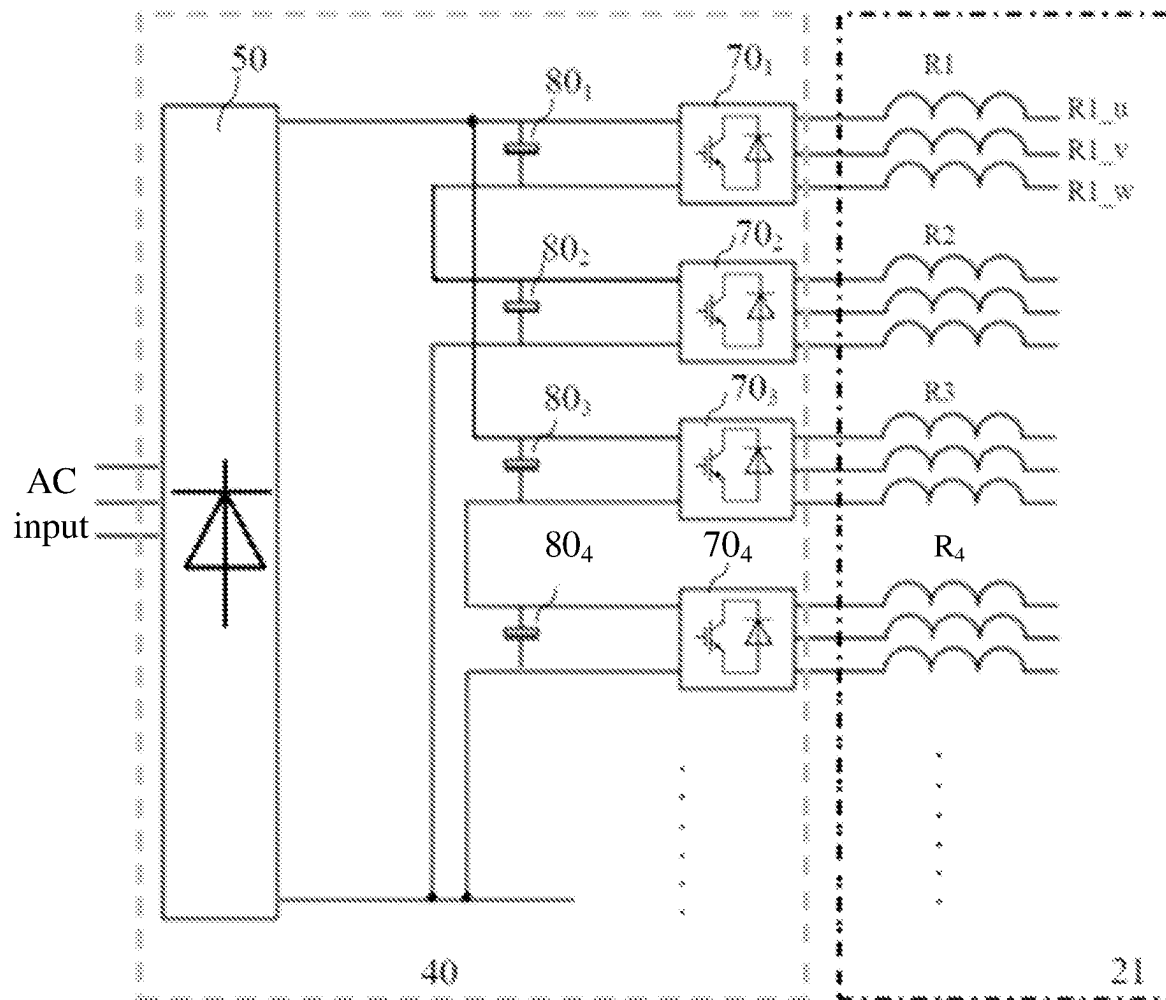 50
80₁
70₁
R1
R1_u
R1_v
R1_w
80₂
70₂
R2
80₃
70₃
R3
AC
input
80₄
70₄
R₄
40
21